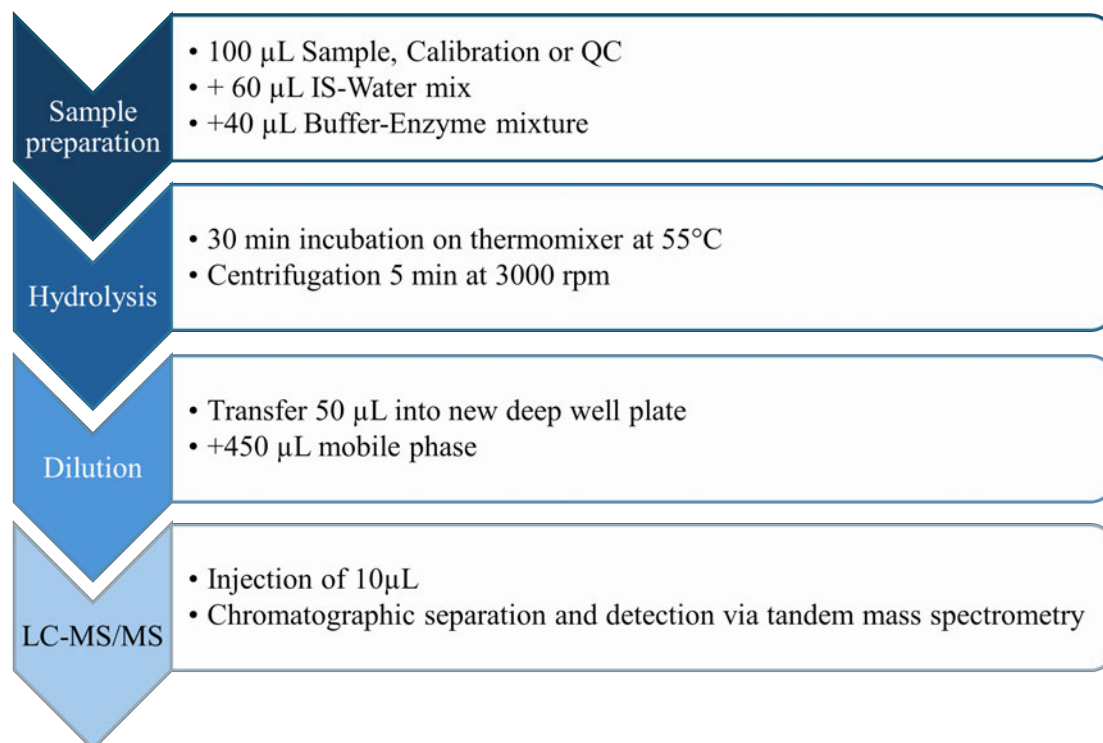 Sample
preparation
• 100 µL Sample, Calibration or QC
• + 60 µL IS-Water mix
• +40 µL Buffer-Enzyme mixture
Hydrolysis
• 30 min incubation on thermomixer at 55°C
• Centrifugation 5 min at 3000 rpm
Dilution
• Transfer 50 µL into new deep well plate
• +450 µL mobile phase
LC-MS/MS
• Injection of 10µL
• Chromatographic separation and detection via tandem mass spectrometry